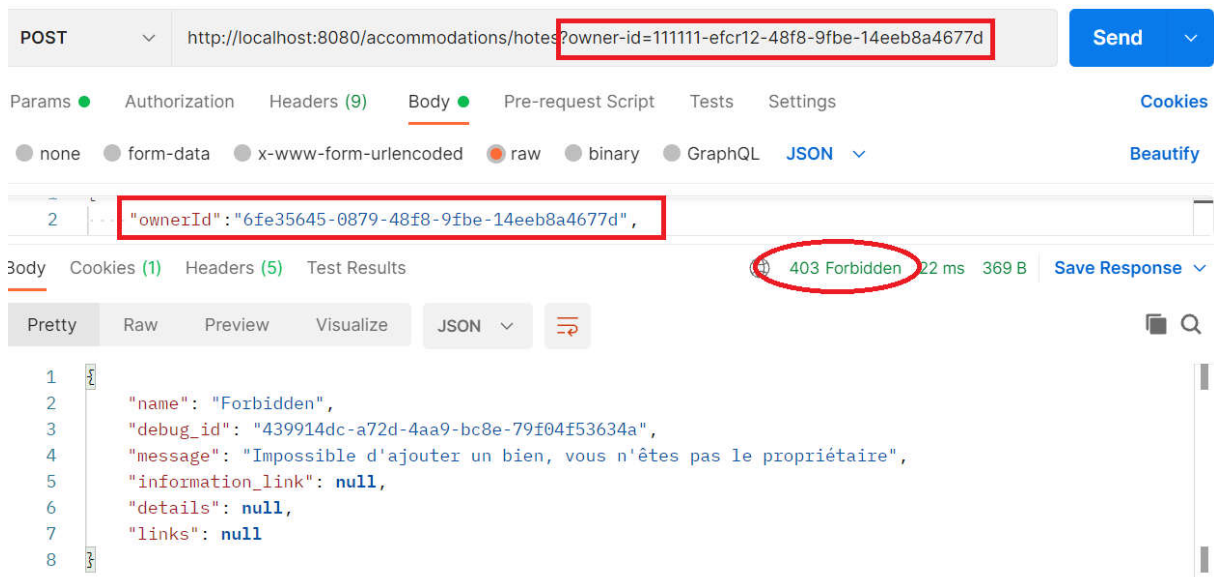 POST http://localhost:8080/accommodations/hotes?owner-id=111111-efcr12-48f8-9fbe-14eeb8a4677d Send
Params Authorization Headers (9) Body Pre-request Script Tests Settings Cookies
none form-data x-www-form-urlencoded raw binary GraphQL JSON Beautify
2 "ownerId":"6fe35645-0879-48f8-9fbe-14eeb8a4677d",
Body Cookies (1) Headers (5) Test Results 403 Forbidden 22 ms 369 B Save Response
Pretty Raw Preview Visualize JSON
1 {
2 "name": "Forbidden",
3 "debug_id": "439914dc-a72d-4aa9-bc8e-79f04f53634a",
4 "message": "Impossible d'ajouter un bien, vous n'êtes pas le propriétaire",
5 "information_link": null,
6 "details": null,
7 "links": null
8 }